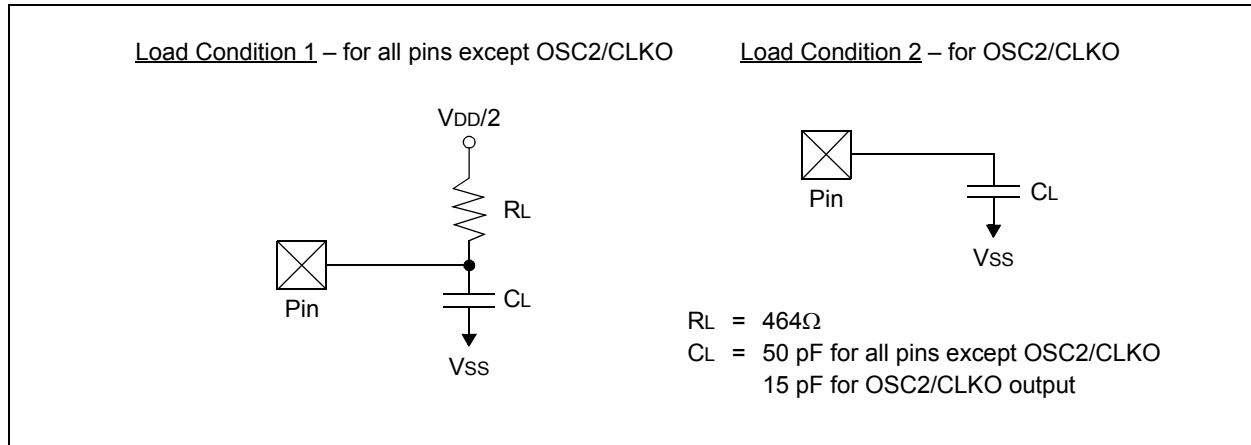 Load Condition 1 – for all pins except OSC2/CLKO
VDD/2
RL
Pin
CL
VSS
Load Condition 2 – for OSC2/CLKO
Pin
CL
VSS
RL = 464Ω
CL = 50 pF for all pins except OSC2/CLKO
15 pF for OSC2/CLKO output